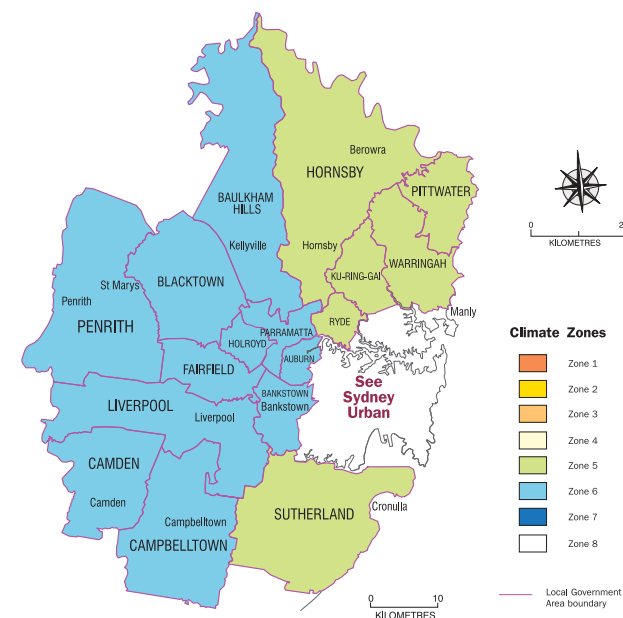 Berowra
HORNSBY
PITTWATER
BAULKHAM
HILLS
Hornsby
Kellyville
WARRINGAH
KU-RING-GAI
St Marys
BLACKTOWN
Penrith
PENRITH
Manly
RYDE
PARRAMATTA
HOLROYD
AUBURN
FAIRFIELD
See
Sydney
Urban
BANKSTOWN
Bankstown
LIVERPOOL
Liverpool
CAMDEN
Camden
Campbelltown
CAMPBELLTOWN
SUTHERLAND
Cronulla
0 2
KILOMETRES
Climate Zones
Zone 1
Zone 2
Zone 3
Zone 4
Zone 5
Zone 6
Zone 7
Zone 8
Local Government
Area boundary
0 10
KILOMETRES